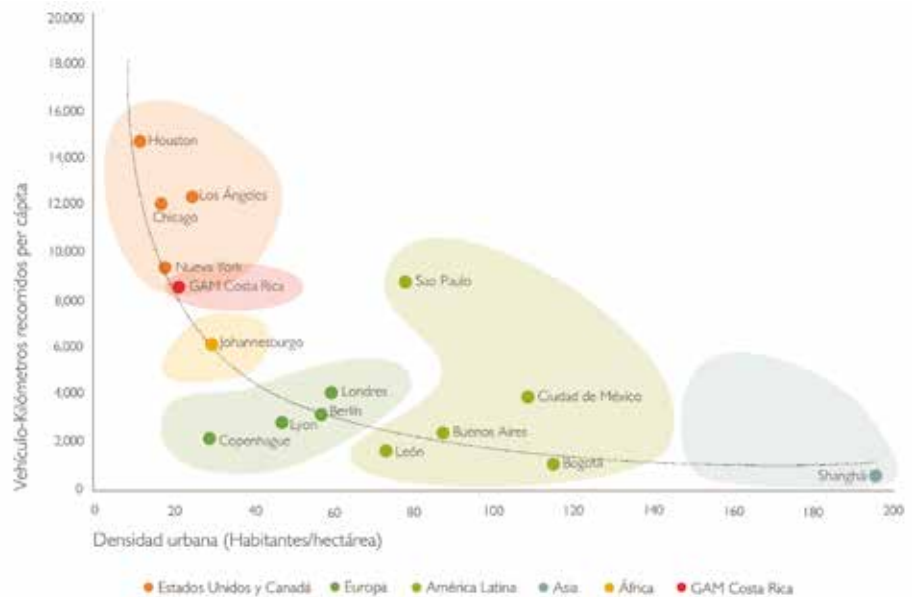 20,000
18,000
16,000
14,000
12,000
10,000
8,000
6,000
4,000
2,000
0
Vehículo-Kilómetros recorridos per cápita
Houston
Los Ángeles
Chicago
Nueva York
GAM Costa Rica
Sao Paulo
Johannesburgo
Londres
Ciudad de México
Berlín
Lyon
Buenos Aires
Copenhague
León
Bogotá
Shanghái
0 20 40 60 80 100 120 140 160 180 200
Densidad urbana (Habitantes/hectárea)
Estados Unidos y Canadá Europa América Latina Asia África GAM Costa Rica